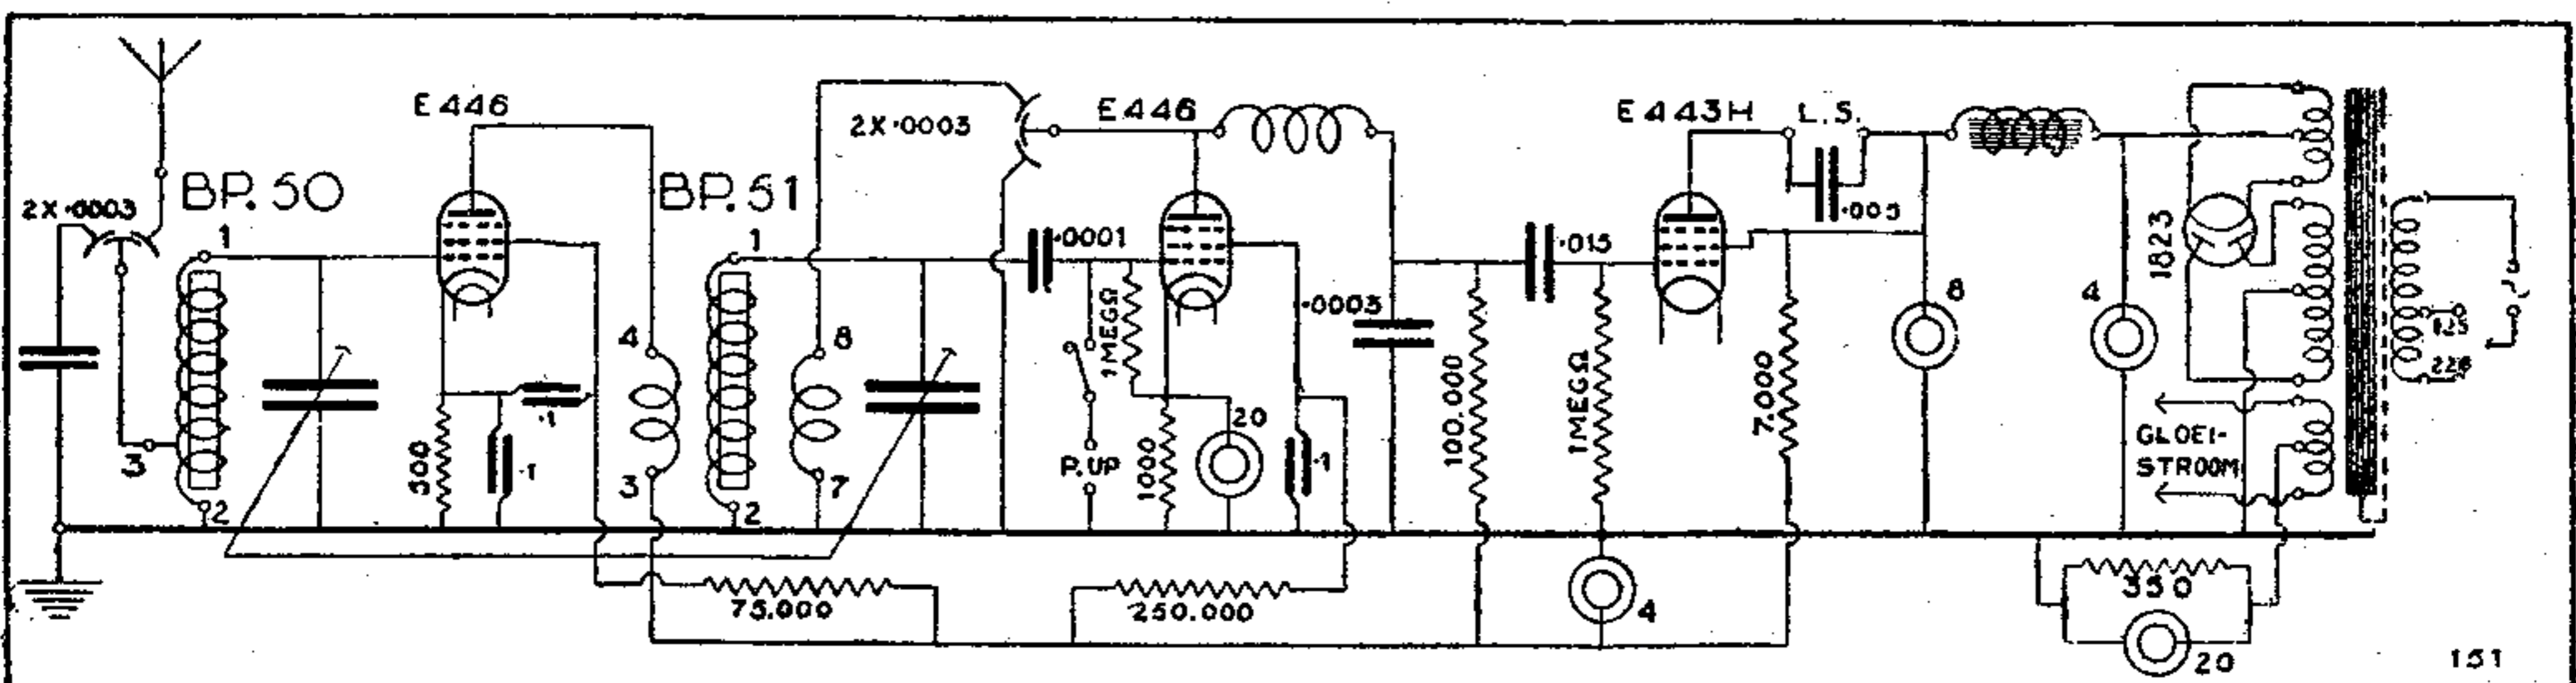 E446
BP.50
2X·0003
1
3
2
500
·1
·1
4
3
BP.51
1
2
8
7
2X·0003
E446
·0001
1MEGΩ
P.UP
1000
20
·1
·0003
75.000
250.000
100.000
·015
1MEGΩ
4
E443H
L.S.
·005
7.000
8
4
1823
GLOEI-
STROOM
125
220
350
20
151